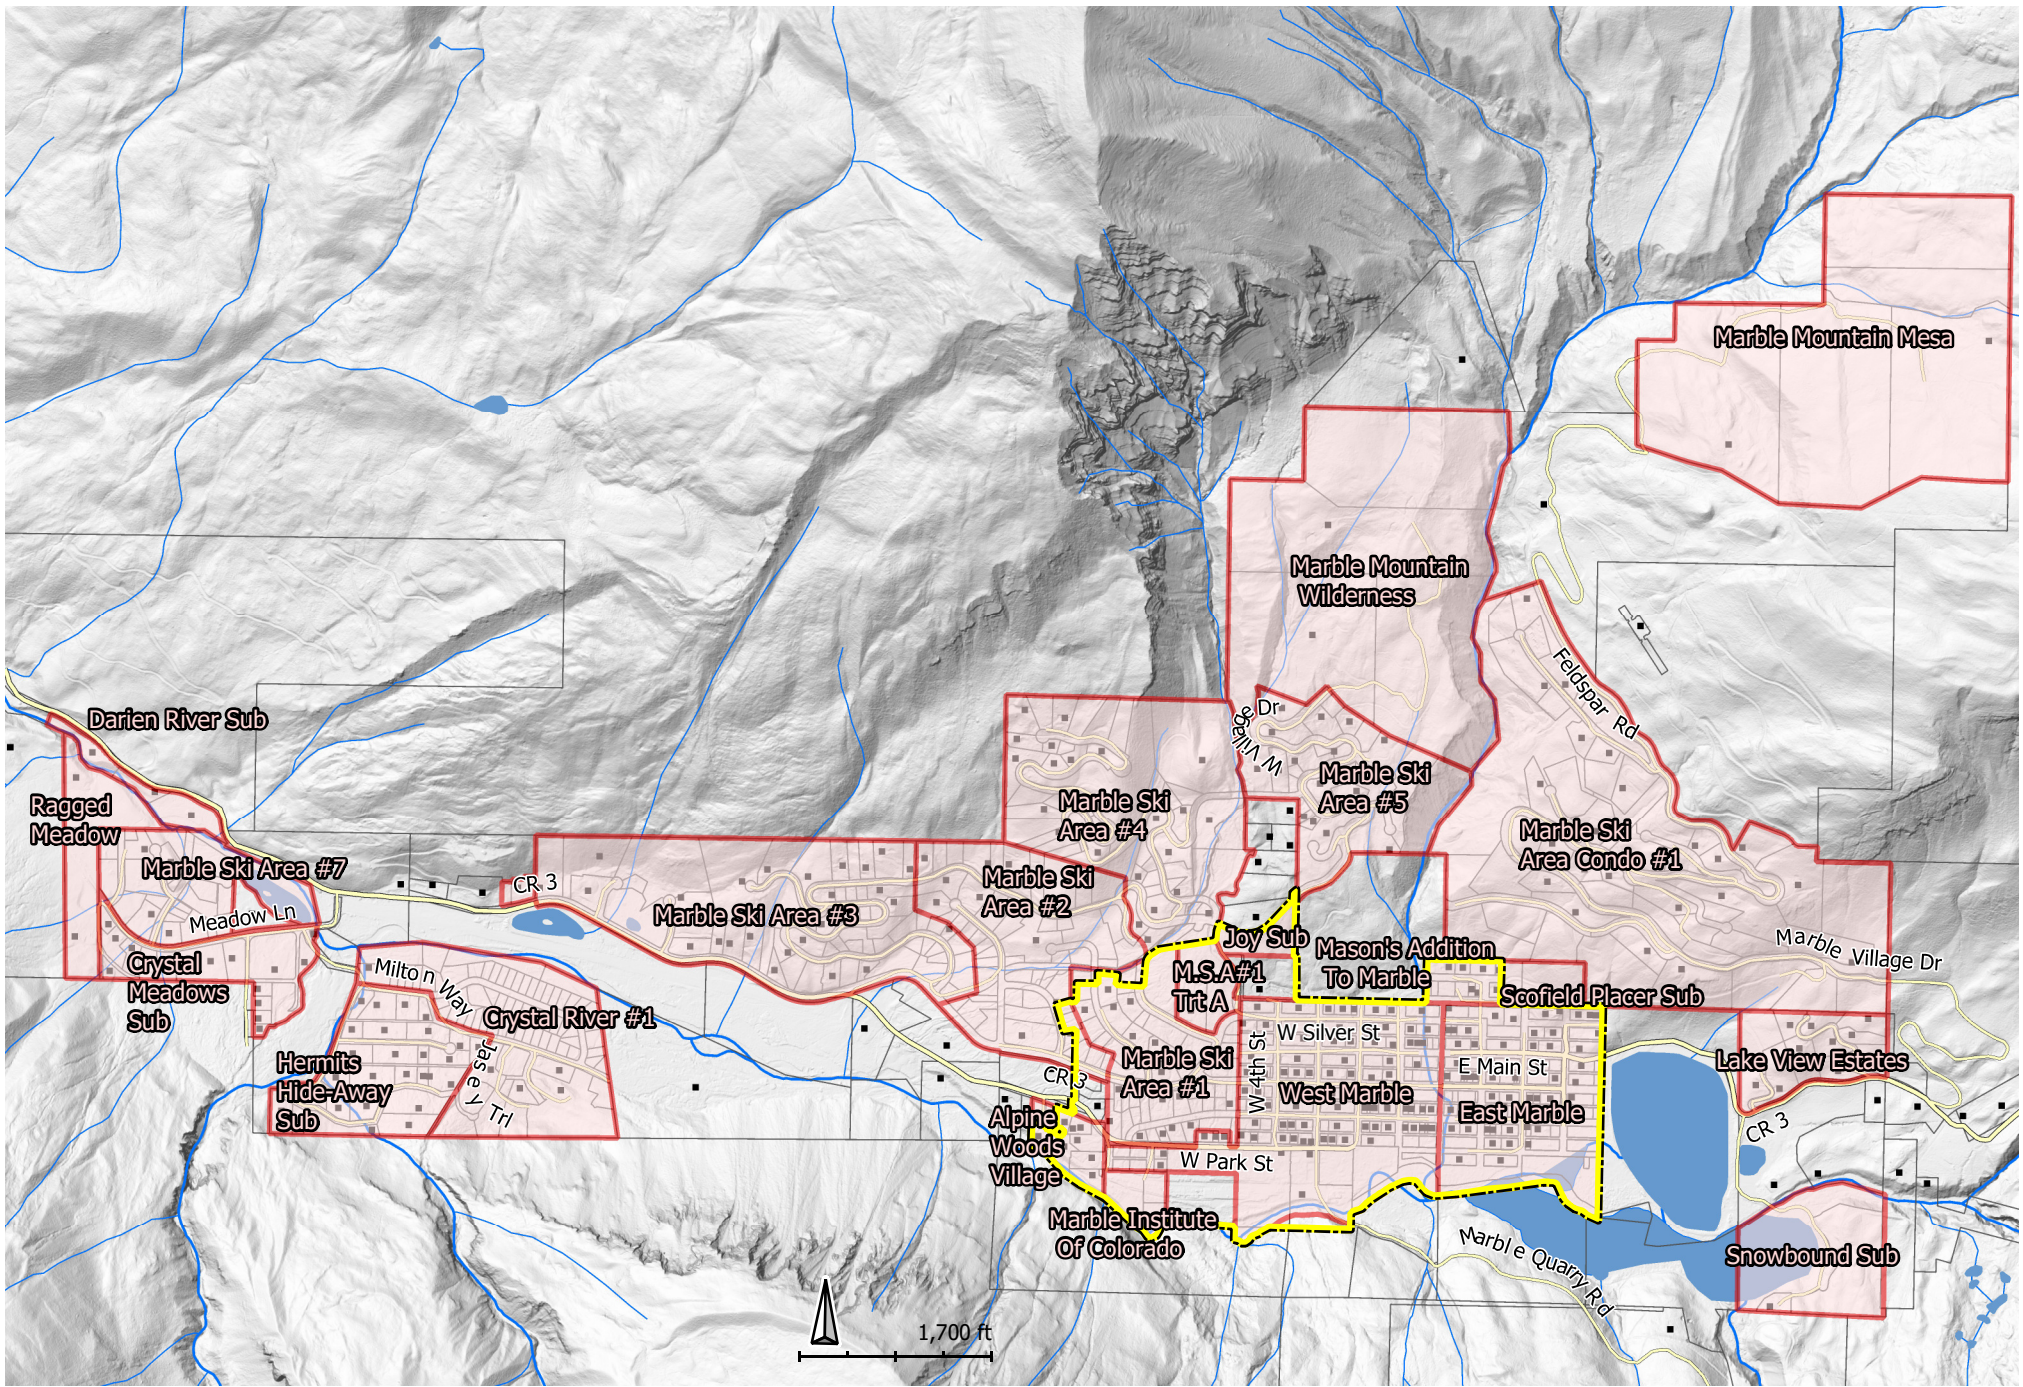 Marble Mountain Mesa
Marble Mountain
Wilderness
Feldspar Rd
W Village Dr
Darien River Sub
Marble Ski
Area #5
Ragged
Meadow
Marble Ski
Area #4
Marble Ski
Area Condo #1
Marble Ski Area #7
CR 3
Marble Ski
Area #2
Meadow Ln
Marble Ski Area #3
Joy Sub
Mason's Addition
To Marble
Marble Village Dr
Crystal
Meadows
Sub
Milton Way
M.S.A#1
Trt A
Scofield Placer Sub
Crystal River #1
W Silver St
Hermits
Hide-Away
Sub
Jasey Trl
CR 3
Marble Ski
Area #1
W 4th St
E Main St
Lake View Estates
West Marble
East Marble
Alpine
Woods
Village
CR 3
W Park St
Marble Institute
Of Colorado
Marble Quarry Rd
Snowbound Sub
1,700 ft